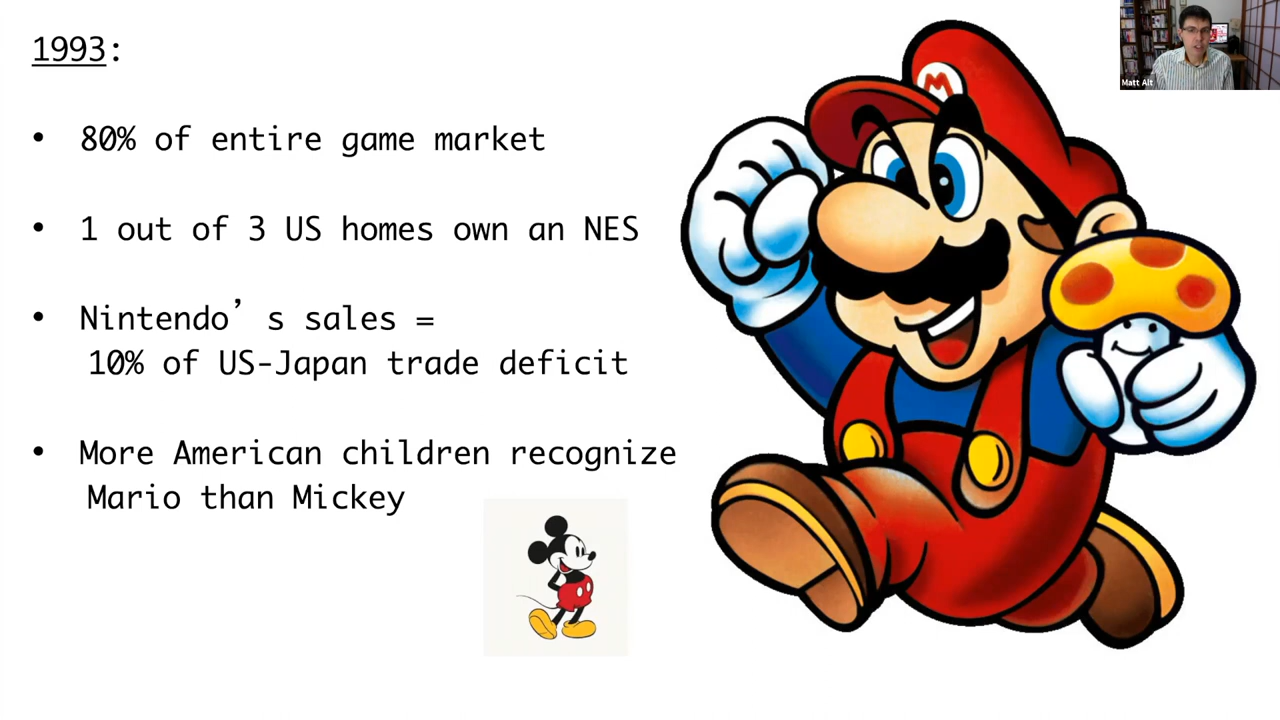 1993:
• 80% of entire game market
• 1 out of 3 US homes own an NES
• Nintendo’s sales =
10% of US-Japan trade deficit
• More American children recognize
Mario than Mickey
M
Matt Alt